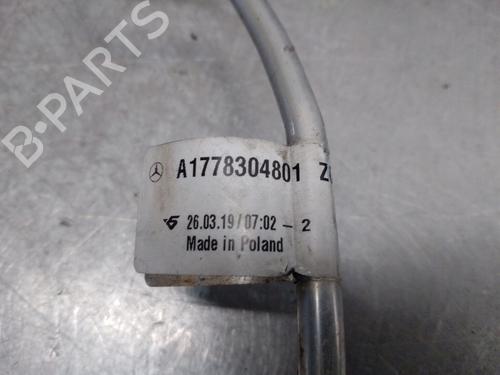 B-PARTS
A1778304801
26.03.19/07:02 - 2
Made in Poland